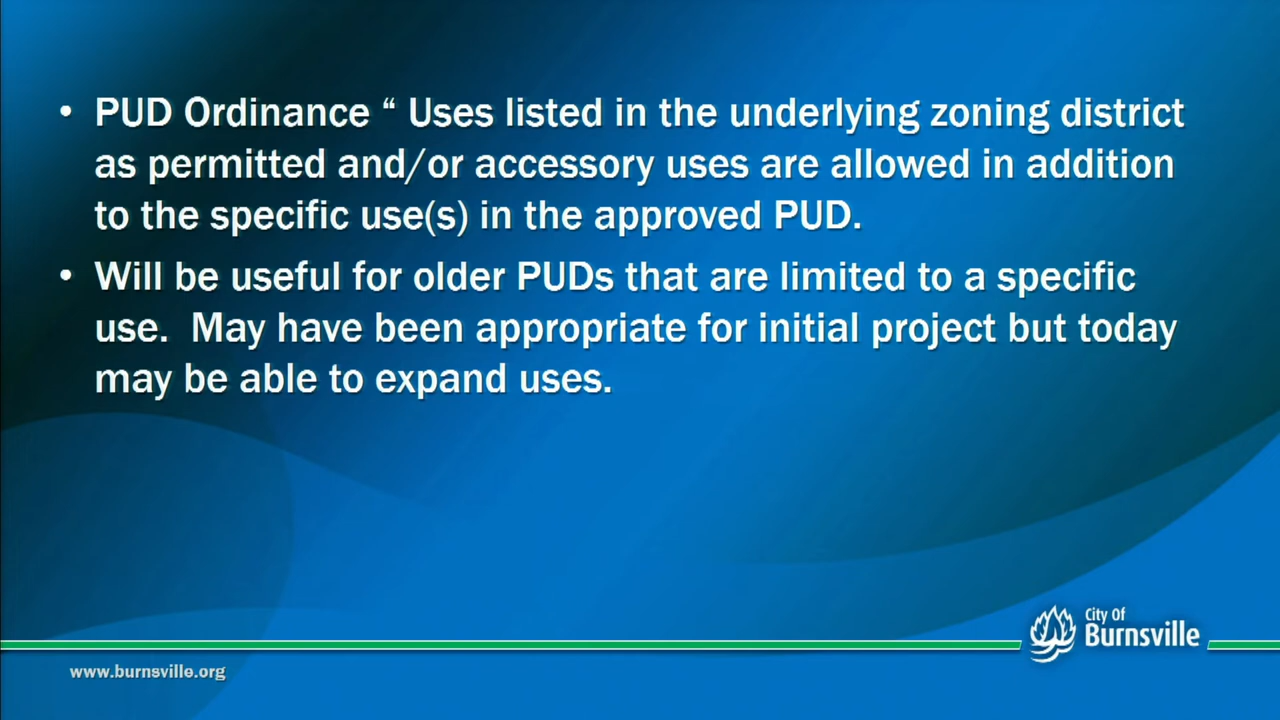 • PUD Ordinance “ Uses listed in the underlying zoning district
as permitted and/or accessory uses are allowed in addition
to the specific use(s) in the approved PUD.
• Will be useful for older PUDs that are limited to a specific
use.  May have been appropriate for initial project but today
may be able to expand uses.
City Of
Burnsville
www.burnsville.org